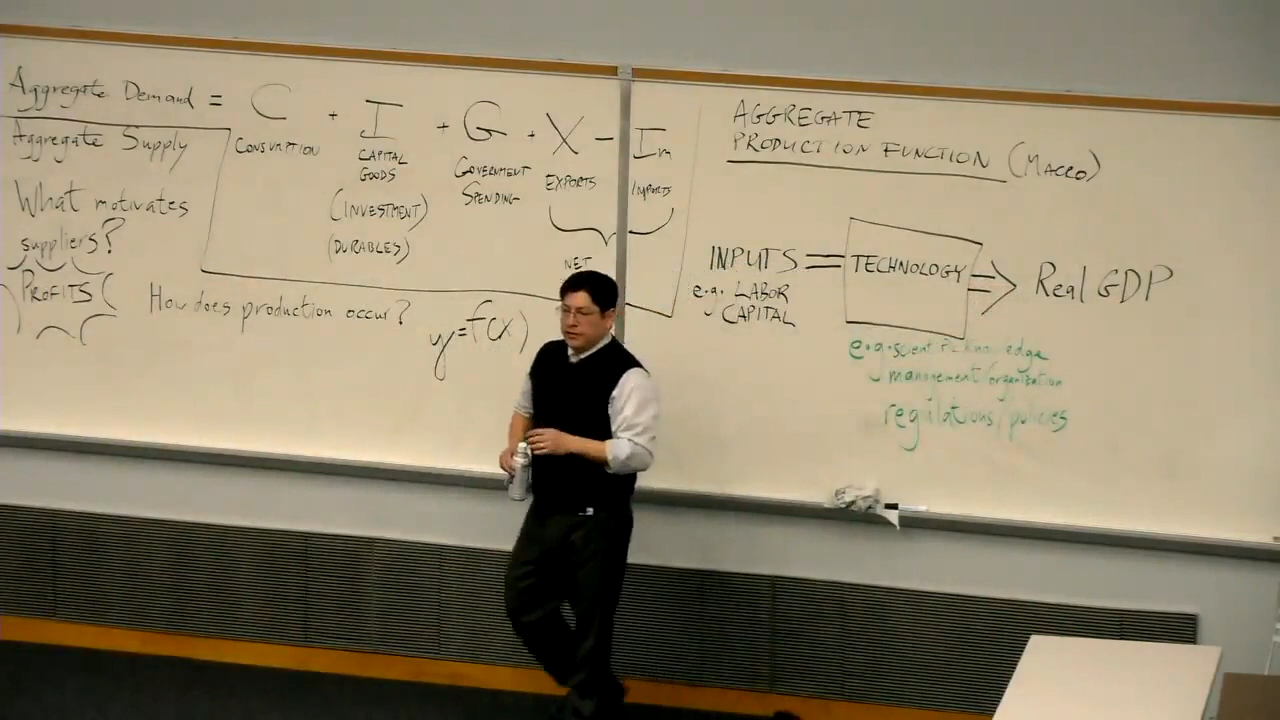 Aggregate Demand = C + I + G + X - Im
CONSUMPTION
CAPITAL
GOODS
(INVESTMENT)
(DURABLES)
GOVERNMENT
SPENDING
EXPORTS
IMPORTS
NET
Aggregate Supply
What motivates
suppliers?
PROFITS
How does production occur?
y=f(x)
AGGREGATE
PRODUCTION FUNCTION (MACRO)
INPUTS
e.g. LABOR
CAPITAL
TECHNOLOGY
Real GDP
e.g. scientific knowledge
management/organization
regulations/policies